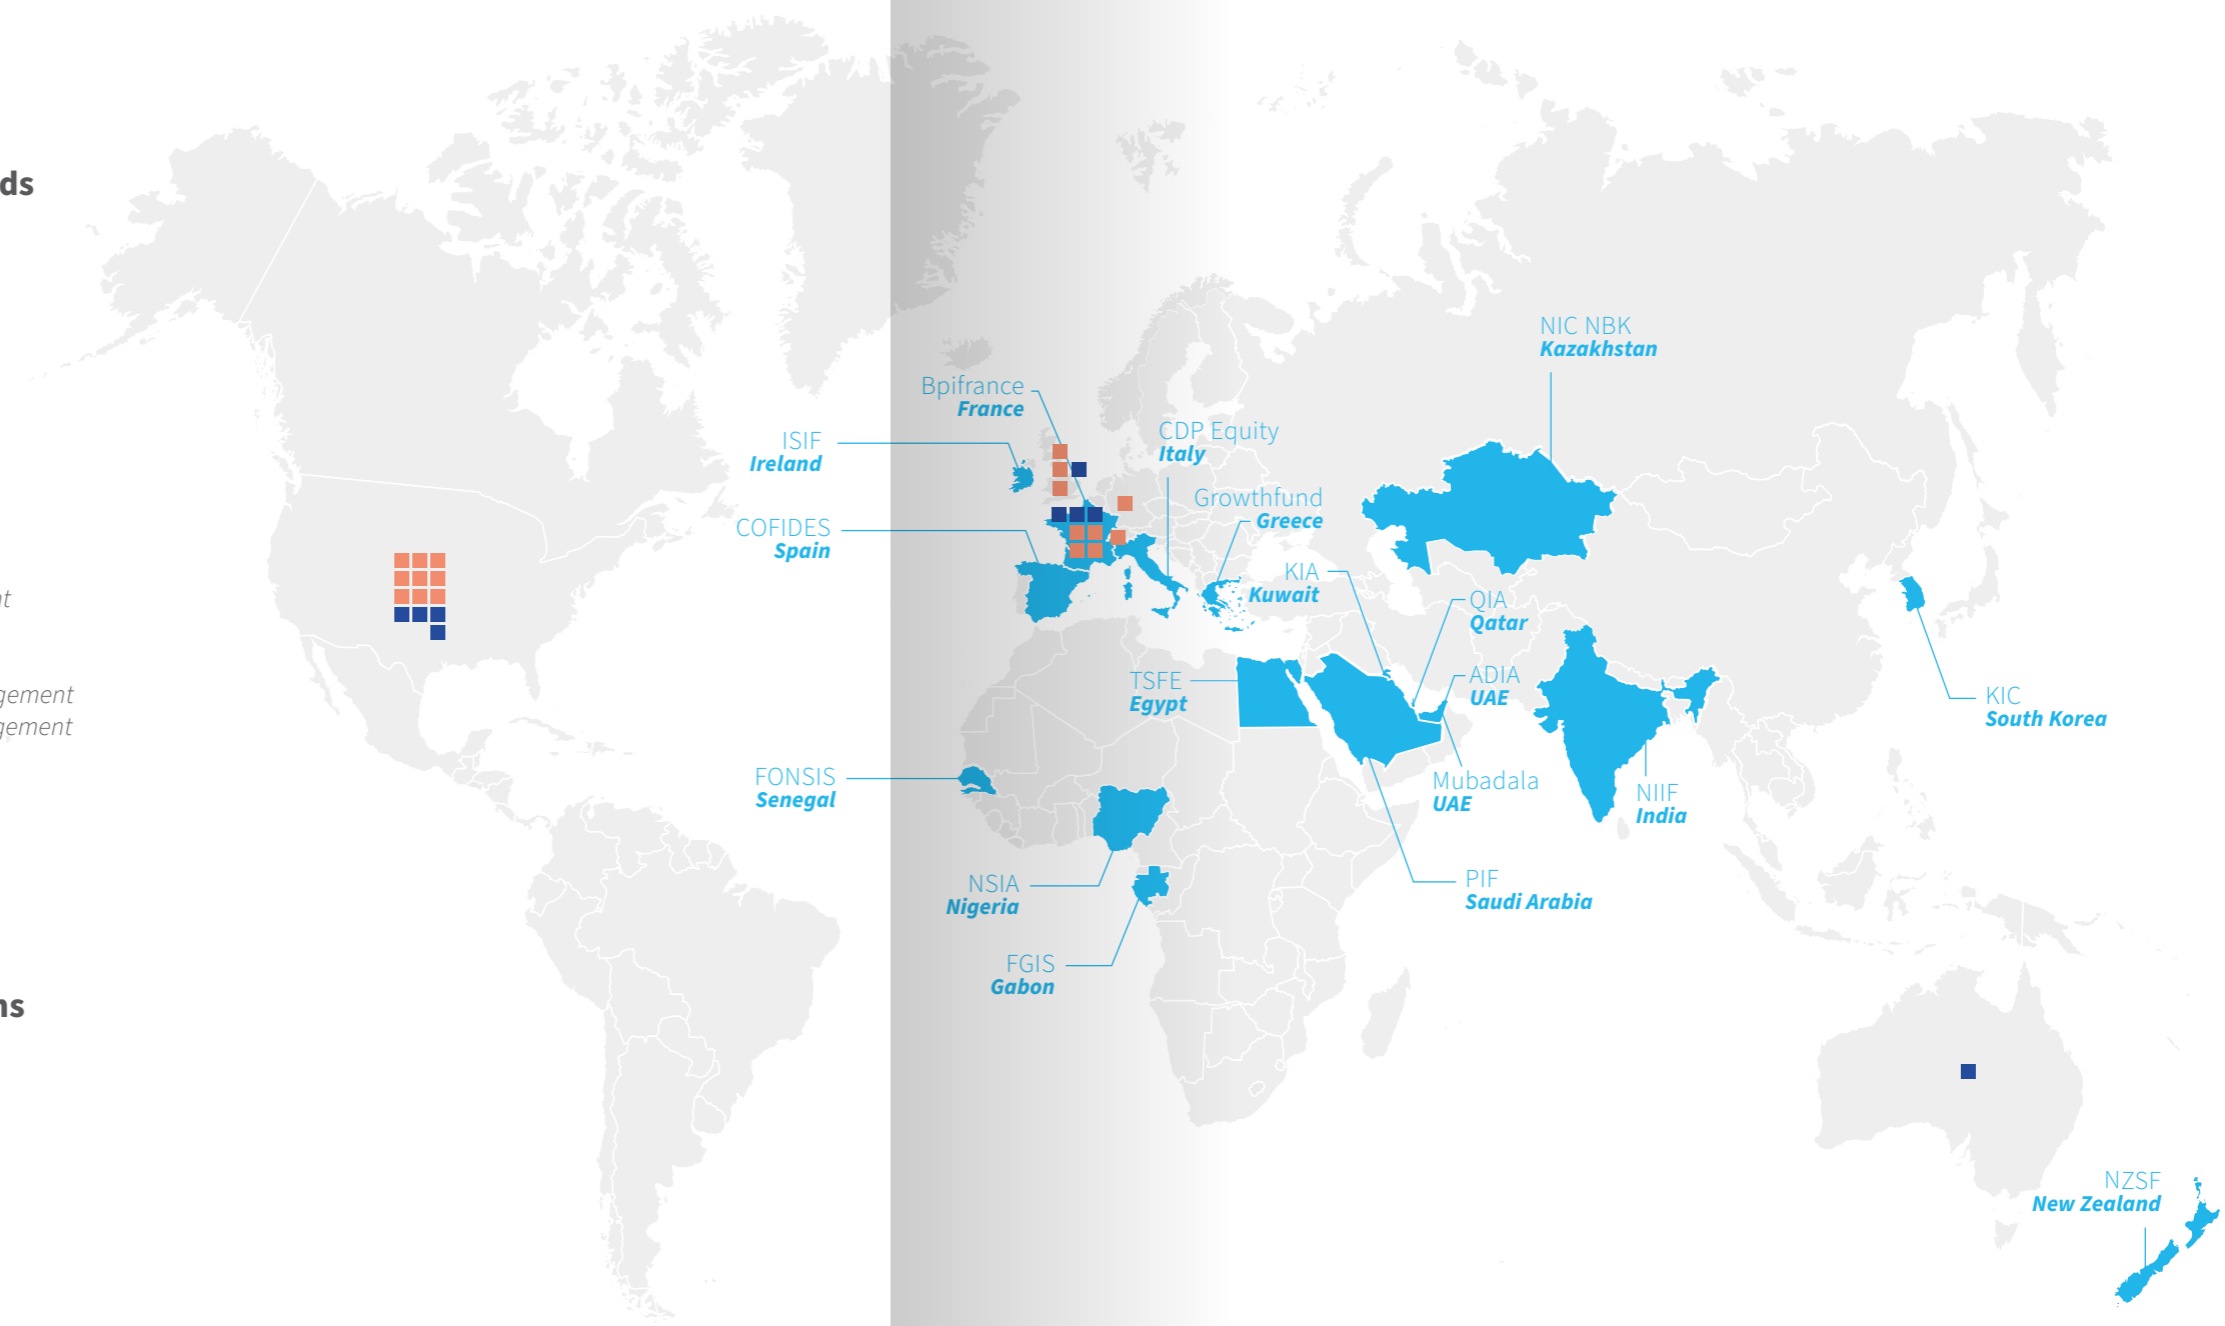 ds
gement
gement
ns
NIC NBK
Kazakhstan
Bpifrance
France
CDP Equity
Italy
ISIF
Ireland
Growthfund
Greece
COFIDES
Spain
KIA
Kuwait
QIA
Qatar
TSFE
Egypt
ADIA
UAE
KIC
South Korea
FONSIS
Senegal
Mubadala
UAE
NIIF
India
NSIA
Nigeria
PIF
Saudi Arabia
FGIS
Gabon
NZSF
New Zealand